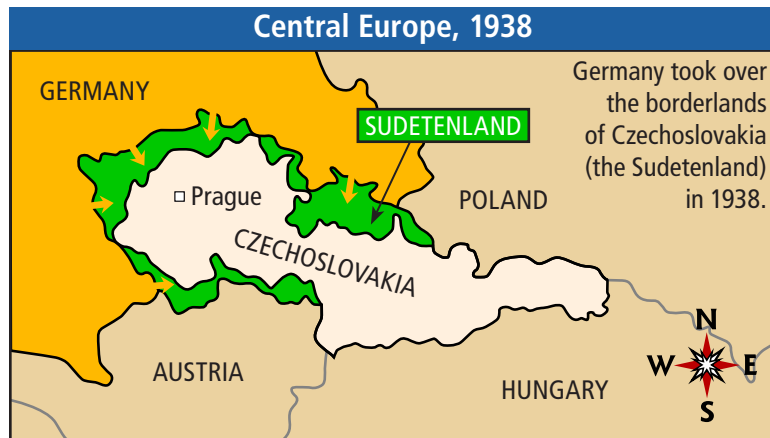 Central Europe, 1938
GERMANY
Germany took over
the borderlands
of Czechoslovakia
(the Sudetenland)
in 1938.
SUDETENLAND
Prague
POLAND
CZECHOSLOVAKIA
AUSTRIA
HUNGARY
N
W
E
S